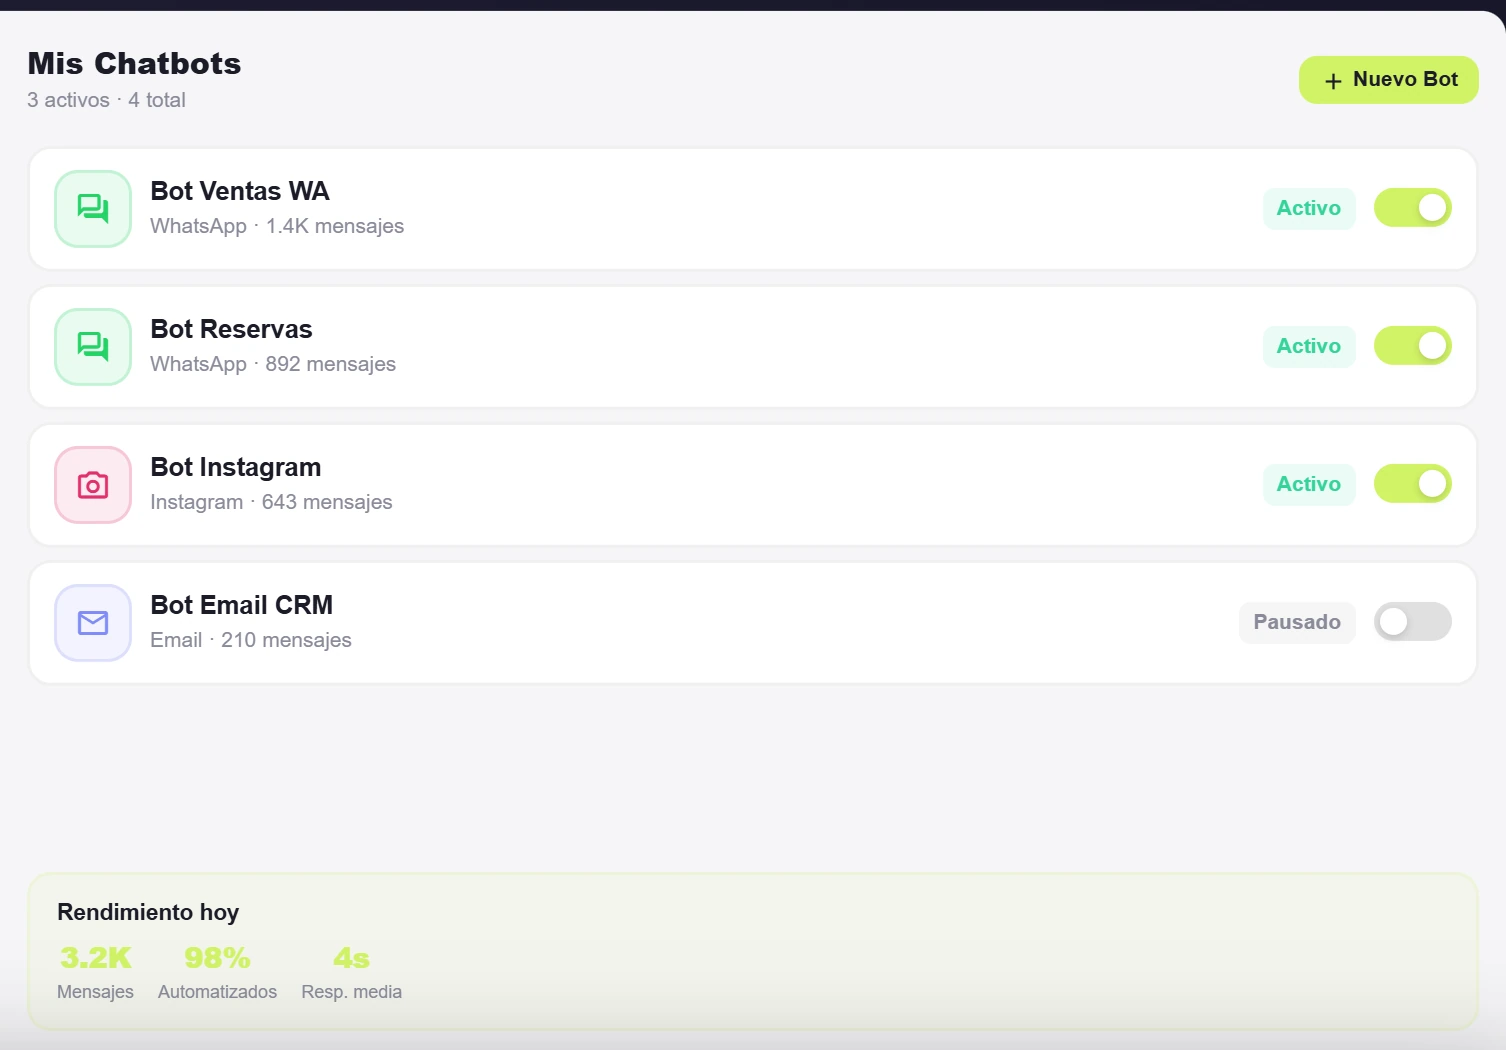 Mis Chatbots
3 activos · 4 total
+ Nuevo Bot
Bot Ventas WA
WhatsApp · 1.4K mensajes
Activo
Bot Reservas
WhatsApp · 892 mensajes
Activo
Bot Instagram
Instagram · 643 mensajes
Activo
Bot Email CRM
Email · 210 mensajes
Pausado
Rendimiento hoy
3.2K 98% 4s
Mensajes Automatizados Resp. media